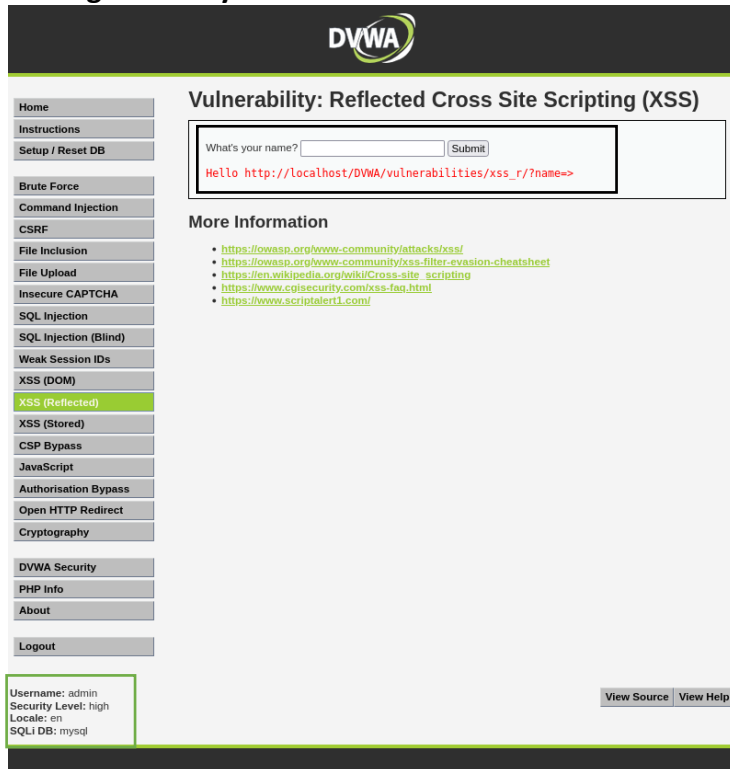 DVWA
Vulnerability: Reflected Cross Site Scripting (XSS)
What's your name? Submit
Hello http://localhost/DVWA/vulnerabilities/xss_r/?name=>
More Information
https://owasp.org/www-community/attacks/xss/
https://owasp.org/www-community/xss-filter-evasion-cheatsheet
https://en.wikipedia.org/wiki/Cross-site_scripting
https://www.cgisecurity.com/xss-faq.html
https://www.scriptalert1.com/
Home
Instructions
Setup / Reset DB
Brute Force
Command Injection
CSRF
File Inclusion
File Upload
Insecure CAPTCHA
SQL Injection
SQL Injection (Blind)
Weak Session IDs
XSS (DOM)
XSS (Reflected)
XSS (Stored)
CSP Bypass
JavaScript
Authorisation Bypass
Open HTTP Redirect
Cryptography
DVWA Security
PHP Info
About
Logout
Username: admin
Security Level: high
Locale: en
SQLi DB: mysql
View Source View Help